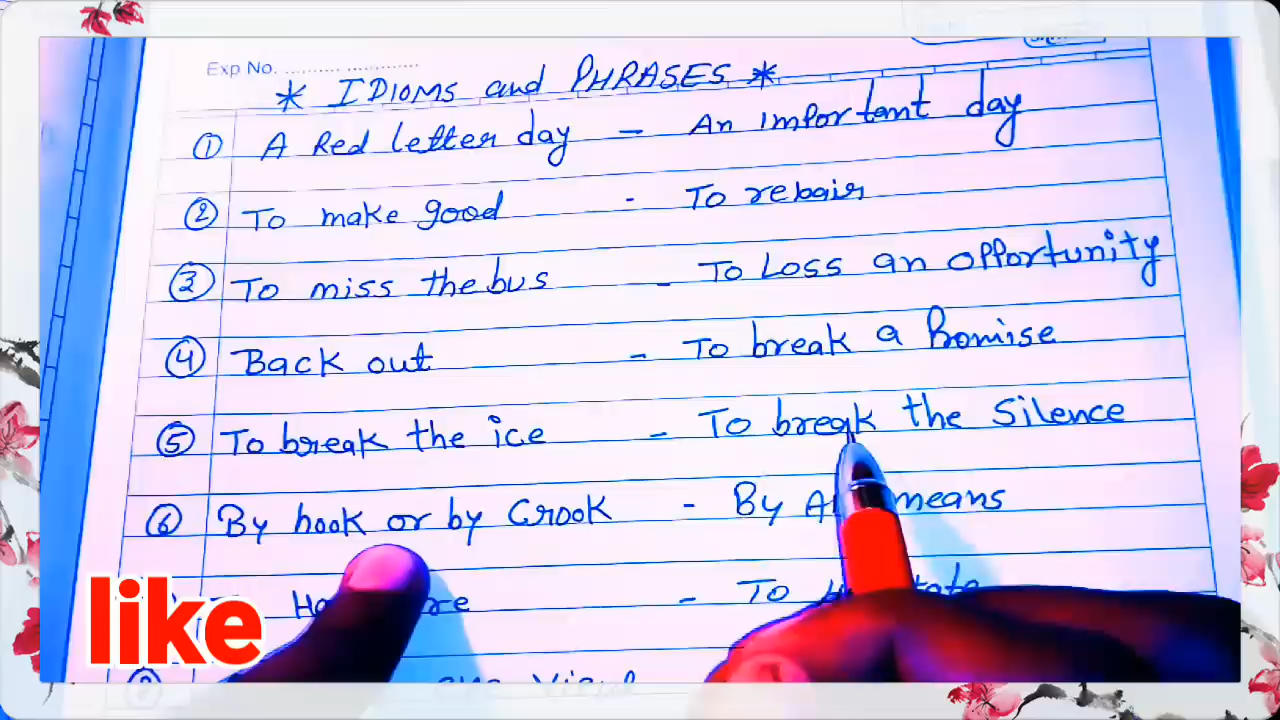 Exp No. ..................
* IDIOMS and PHRASES *
① A Red letter day – An important day
② To make good - To repair
③ To miss the bus - To Loss an opportunity
④ Back out - To break a Promise
⑤ To break the ice - To break the Silence
⑥ By hook or by Crook - By means
- To
like